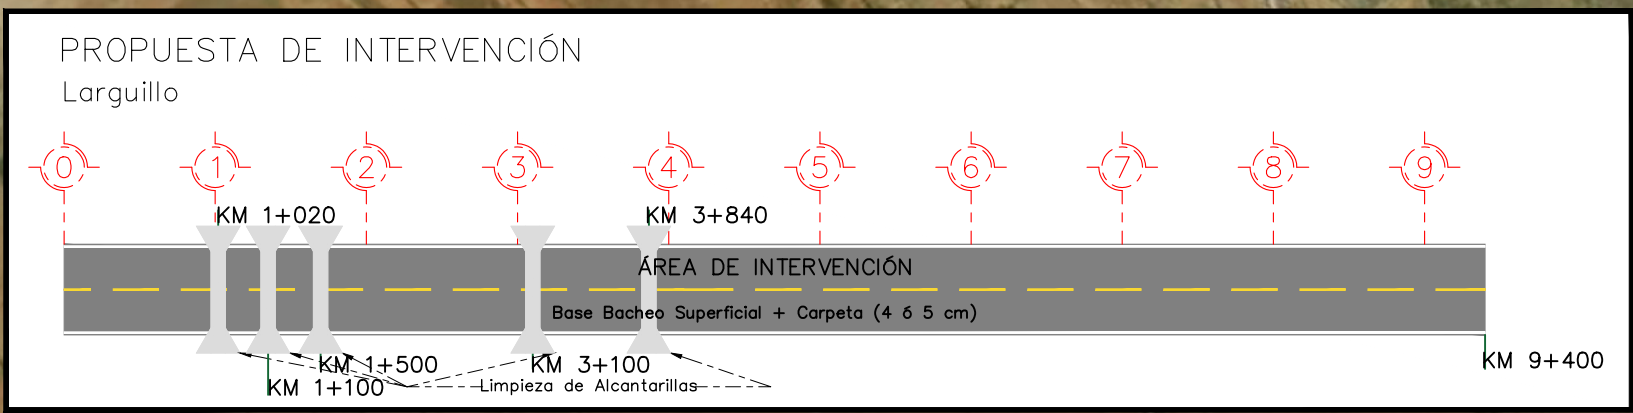 PROPUESTA DE INTERVENCIÓN
Larguillo
0 1 2 3 4 5 6 7 8 9
KM 1+020 KM 3+840
ÁREA DE INTERVENCIÓN
Base Bacheo Superficial + Carpeta (4 ó 5 cm)
KM 1+500 KM 3+100 KM 9+400
KM 1+100 Limpieza de Alcantarillas